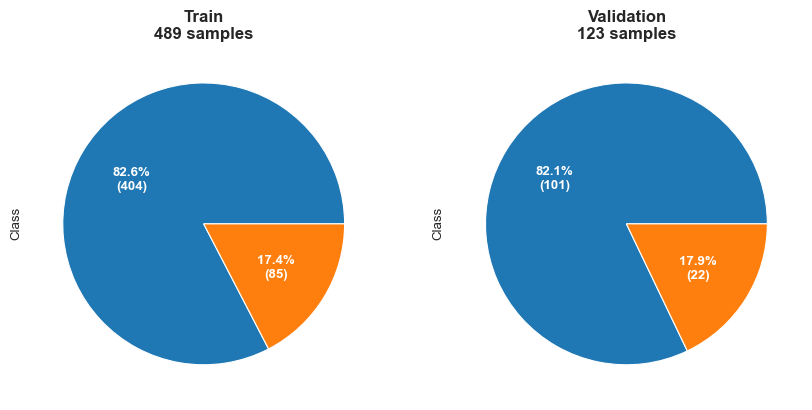 Train
489 samples
Class
82.6%
(404)
17.4%
(85)
Validation
123 samples
Class
82.1%
(101)
17.9%
(22)